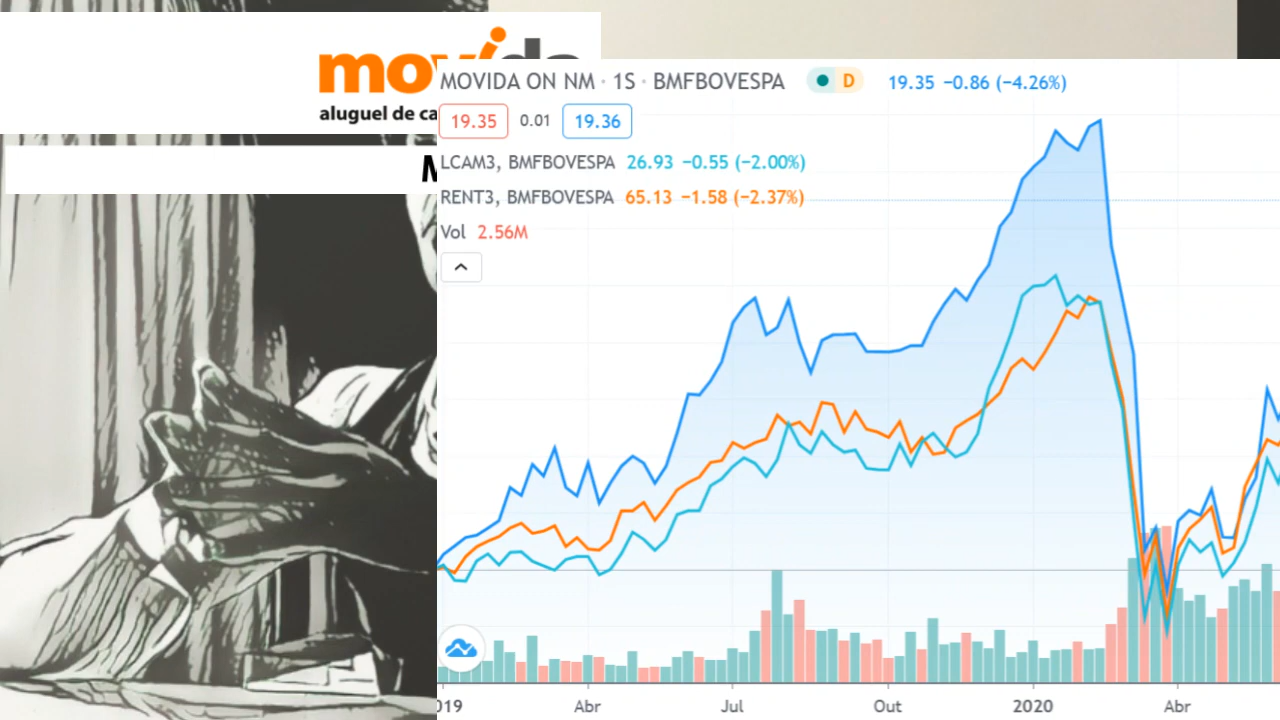 movida
aluguel de ca
M
MOVIDA ON NM · 1S · BMFBOVESPA D 19.35 −0.86 (−4.26%)
19.35 0.01 19.36
LCAM3, BMFBOVESPA 26.93 −0.55 (−2.00%)
RENT3, BMFBOVESPA 65.13 −1.58 (−2.37%)
Vol 2.56M
019 Abr Jul Out 2020 Abr